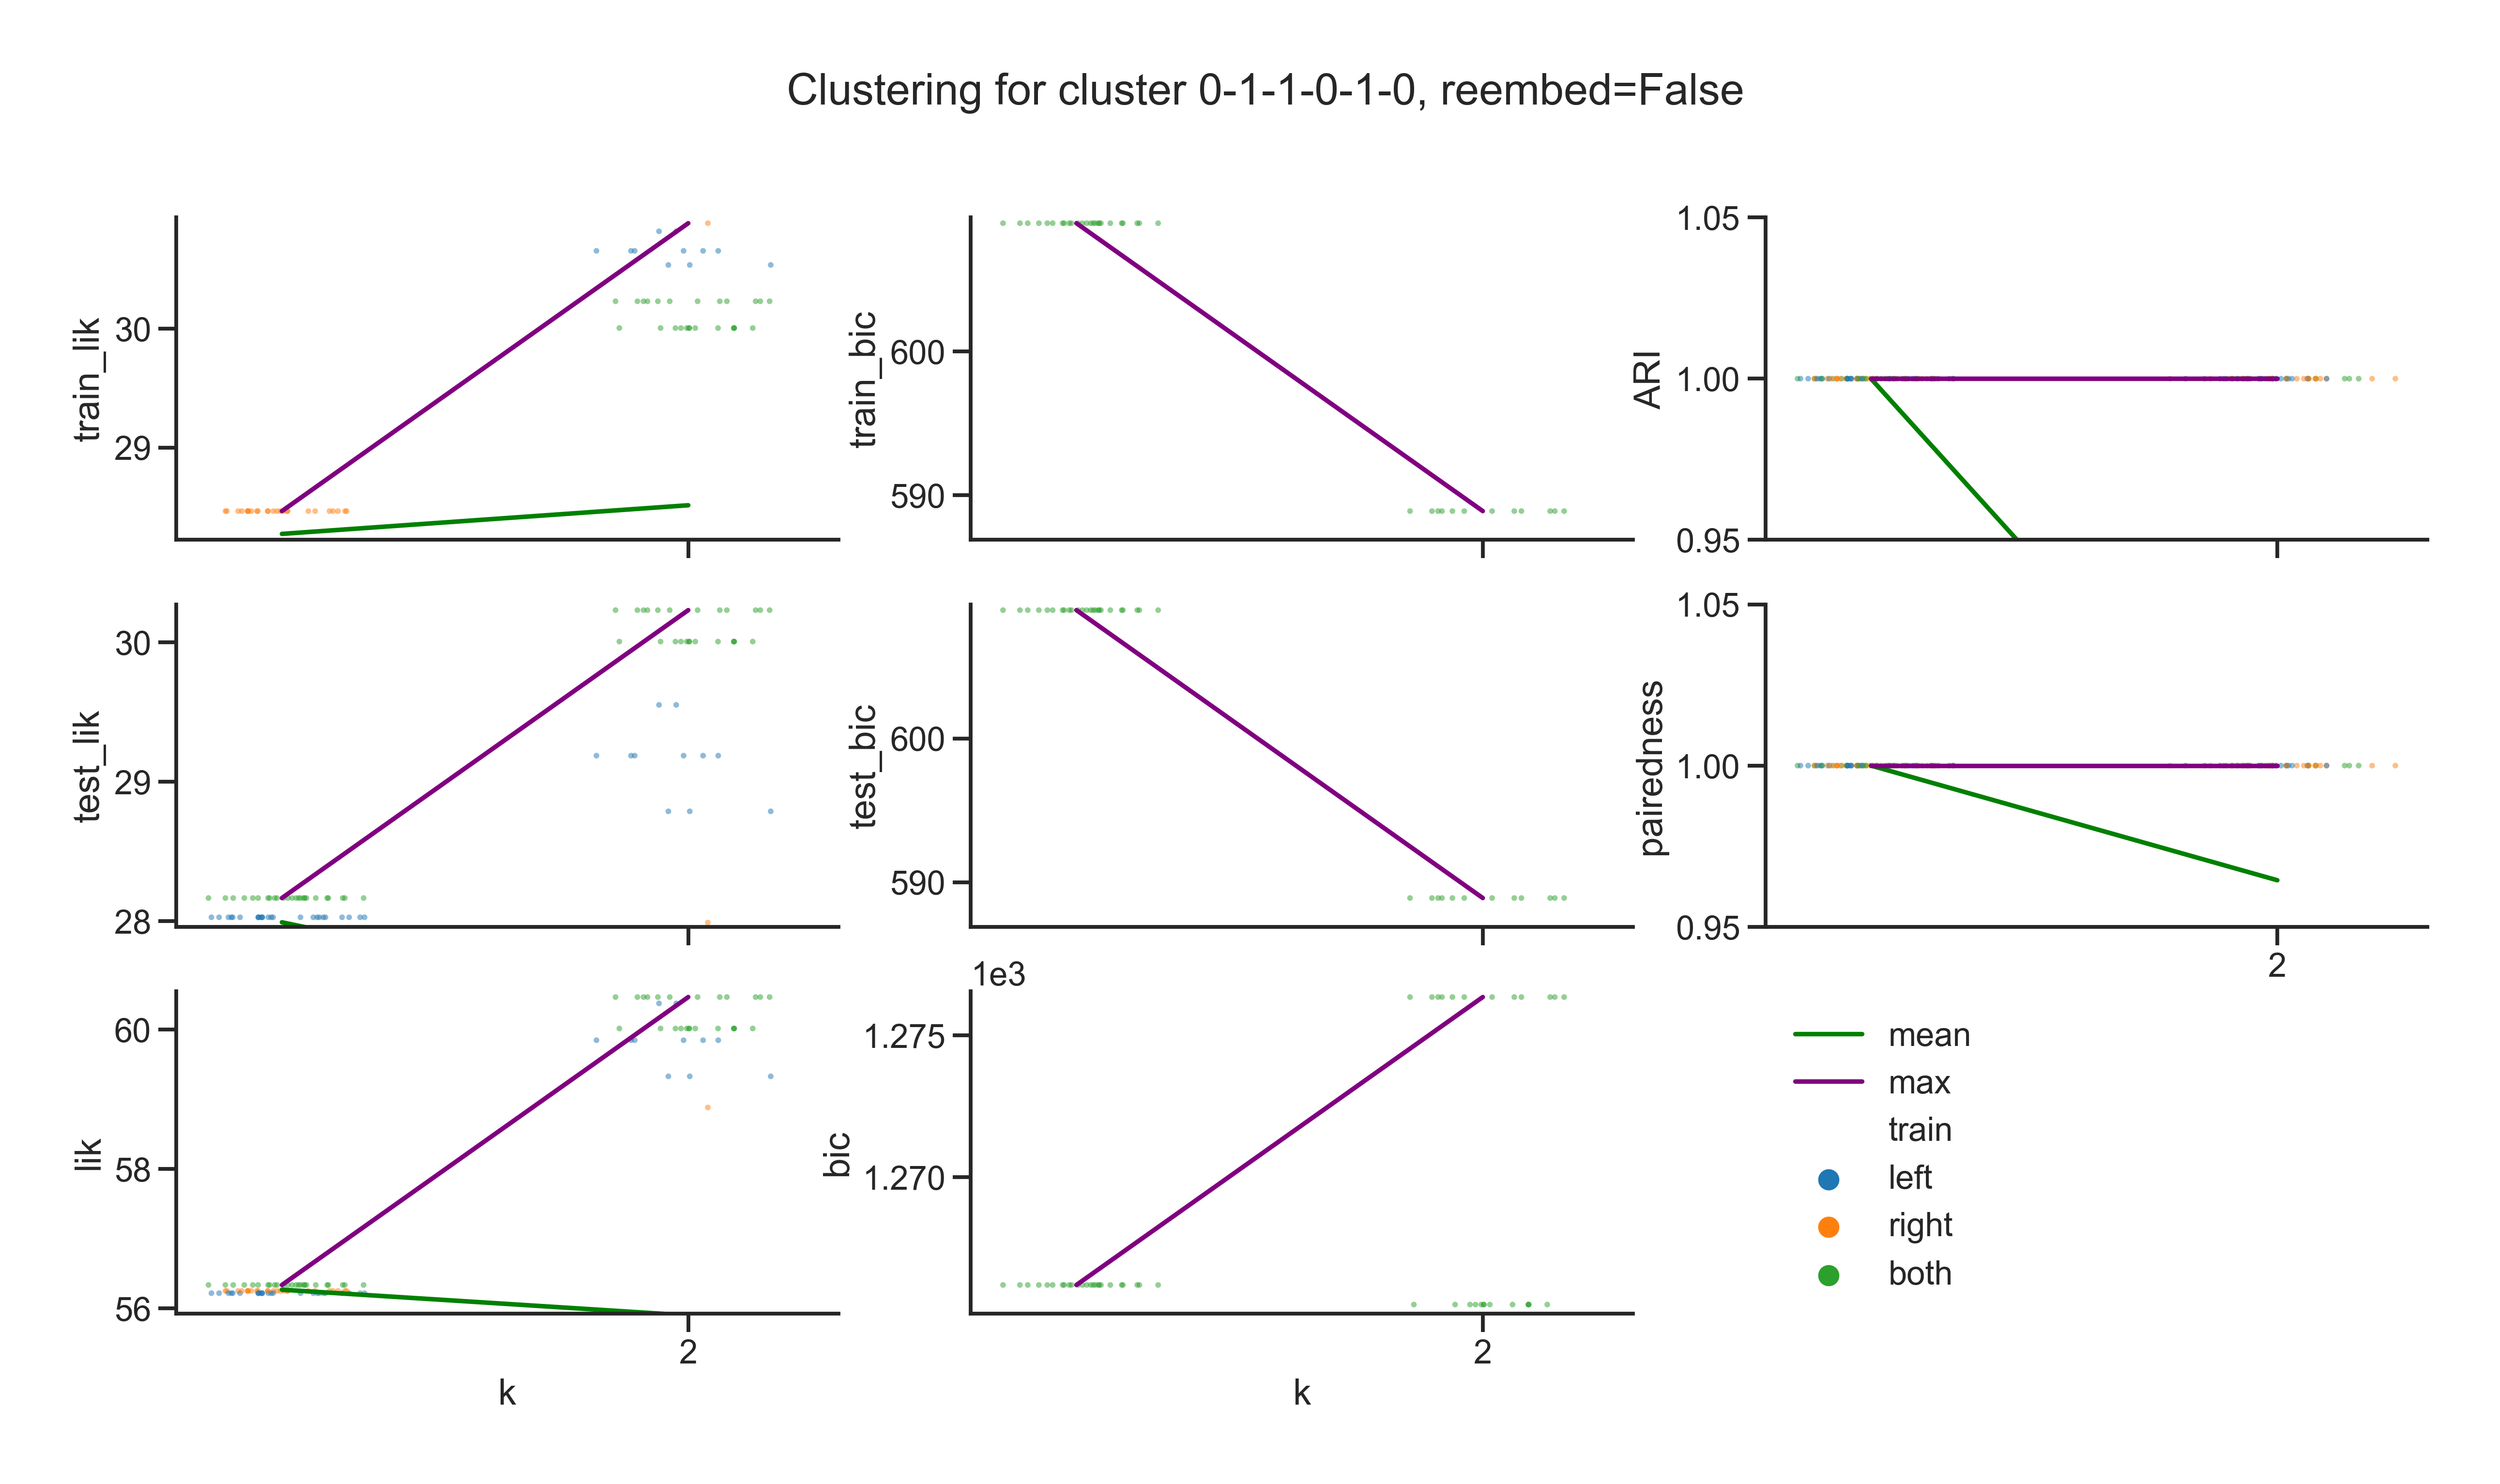 Clustering for cluster 0-1-1-0-1-0, reembed=False
train_lik
30
29
train_bic
600
590
ARI
1.05
1.00
0.95
test_lik
30
29
28
test_bic
600
590
pairedness
1.05
1.00
0.95
2
lik
60
58
56
2
k
1e3
bic
1.275
1.270
2
k
mean
max
train
left
right
both